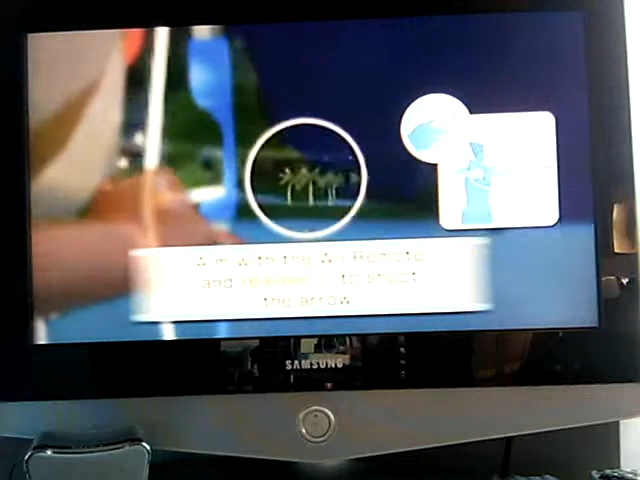 Aim with the Wii Remote
and release to shoot
the arrow
SAMSUNG